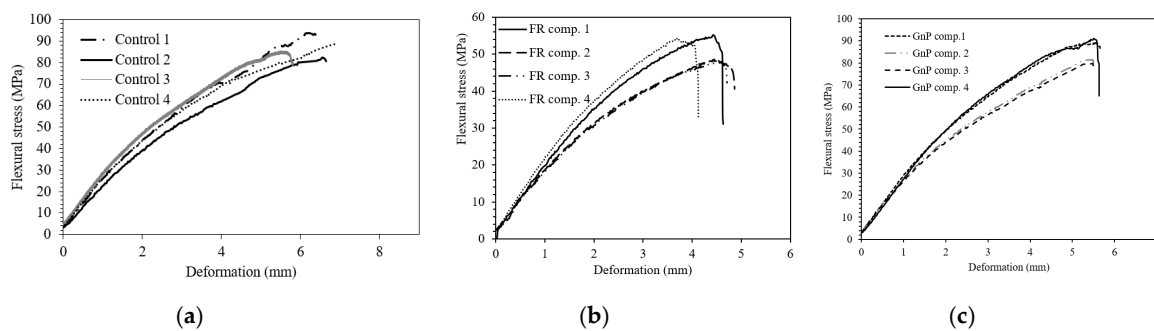 100
90
80
70
60
50
40
30
20
10
0
Flexural stress (MPa)
Control 1
Control 2
Control 3
Control 4
0 2 4 6 8
Deformation (mm)
(a)
60
50
40
30
20
10
0
Flexural stress (MPa)
FR comp. 1
FR comp. 2
FR comp. 3
FR comp. 4
0 1 2 3 4 5 6
Deformation (mm)
(b)
100
90
80
70
60
50
40
30
20
10
0
Flexural stress (MPa)
GnP comp.1
GnP comp. 2
GnP comp. 3
GnP comp. 4
0 1 2 3 4 5 6 7
Deformation (mm)
(c)